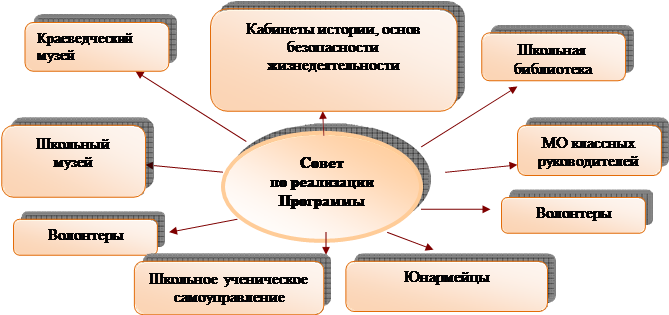 Краеведческий
музей
Кабинеты истории, основ
безопасности
жизнедеятельности
Школьная
библиотека
Школьный
музей
Совет
по реализации
Программы
МО классных
руководителей
Волонтеры
Волонтеры
Школьное ученическое
самоуправление
Юнармейцы